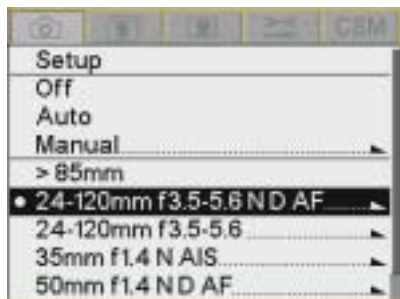 CSM
Setup
Off
Auto
Manual
> 85mm
• 24-120mm f3.5-5.6 N D AF
24-120mm f3.5-5.6
35mm f1.4 N AIS
50mm f1.4 N D AF